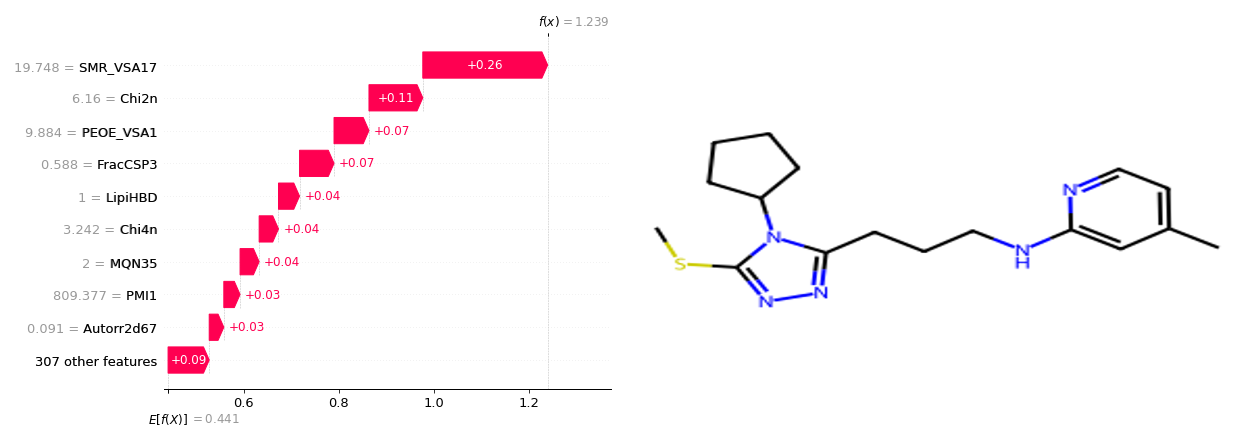 f(x) = 1.239
19.748 = SMR_VSA17
+0.26
6.16 = Chi2n
+0.11
9.884 = PEOE_VSA1
+0.07
0.588 = FracCSP3
+0.07
1 = LipiHBD
+0.04
3.242 = Chi4n
+0.04
2 = MQN35
+0.04
809.377 = PMI1
+0.03
0.091 = Autorr2d67
+0.03
307 other features
+0.09
0.6 0.8 1.0 1.2
E[f(X)] = 0.441
N
N
S
N
H
N
N